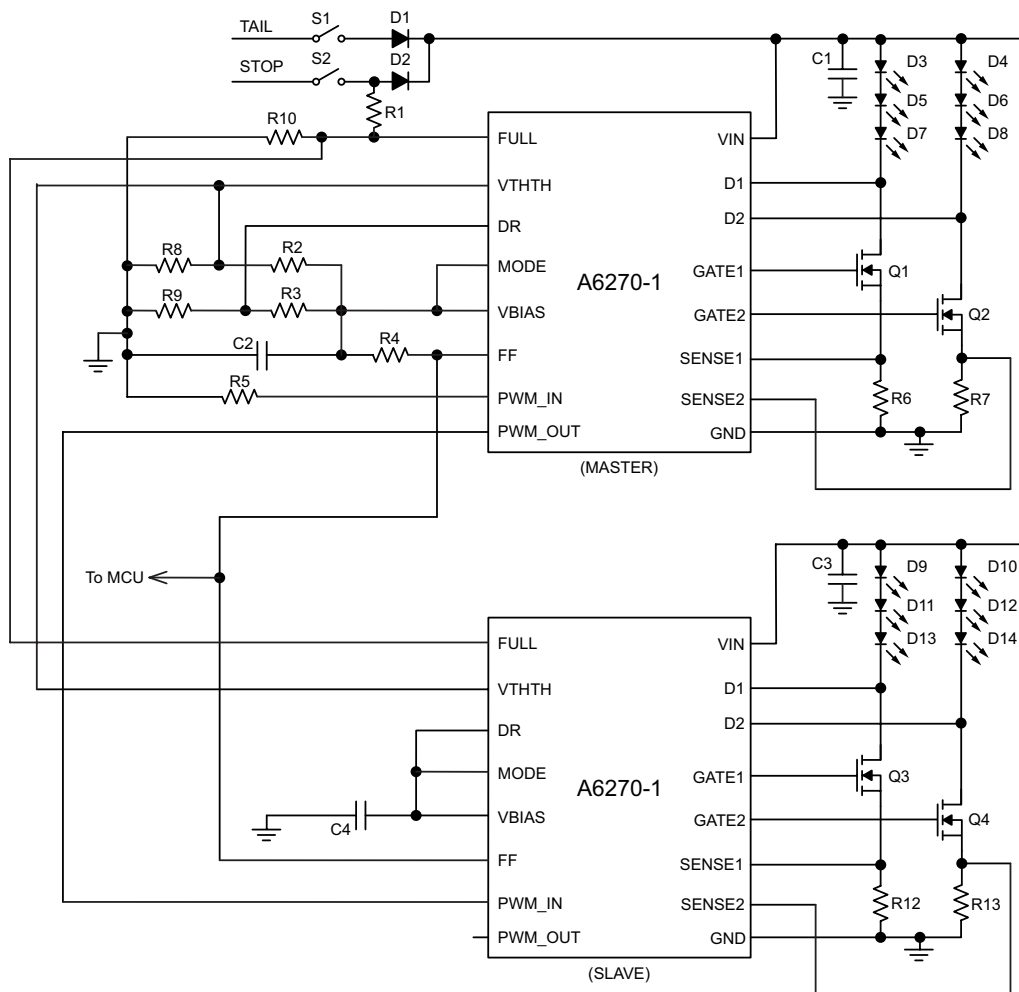 TAIL
S1
D1
STOP
S2
D2
R1
R10
C1
D3
D4
D5
D6
D7
D8
FULL
VIN
VTHTH
D1
DR
D2
R8
R2
MODE
GATE1
Q1
A6270-1
R9
R3
VBIAS
GATE2
Q2
C2
R4
FF
SENSE1
R5
PWM_IN
SENSE2
R6
R7
PWM_OUT
GND
(MASTER)
To MCU
C3
D9
D10
D11
D12
D13
D14
FULL
VIN
VTHTH
D1
DR
D2
MODE
GATE1
Q3
A6270-1
C4
VBIAS
GATE2
Q4
FF
SENSE1
PWM_IN
SENSE2
R12
R13
PWM_OUT
GND
(SLAVE)